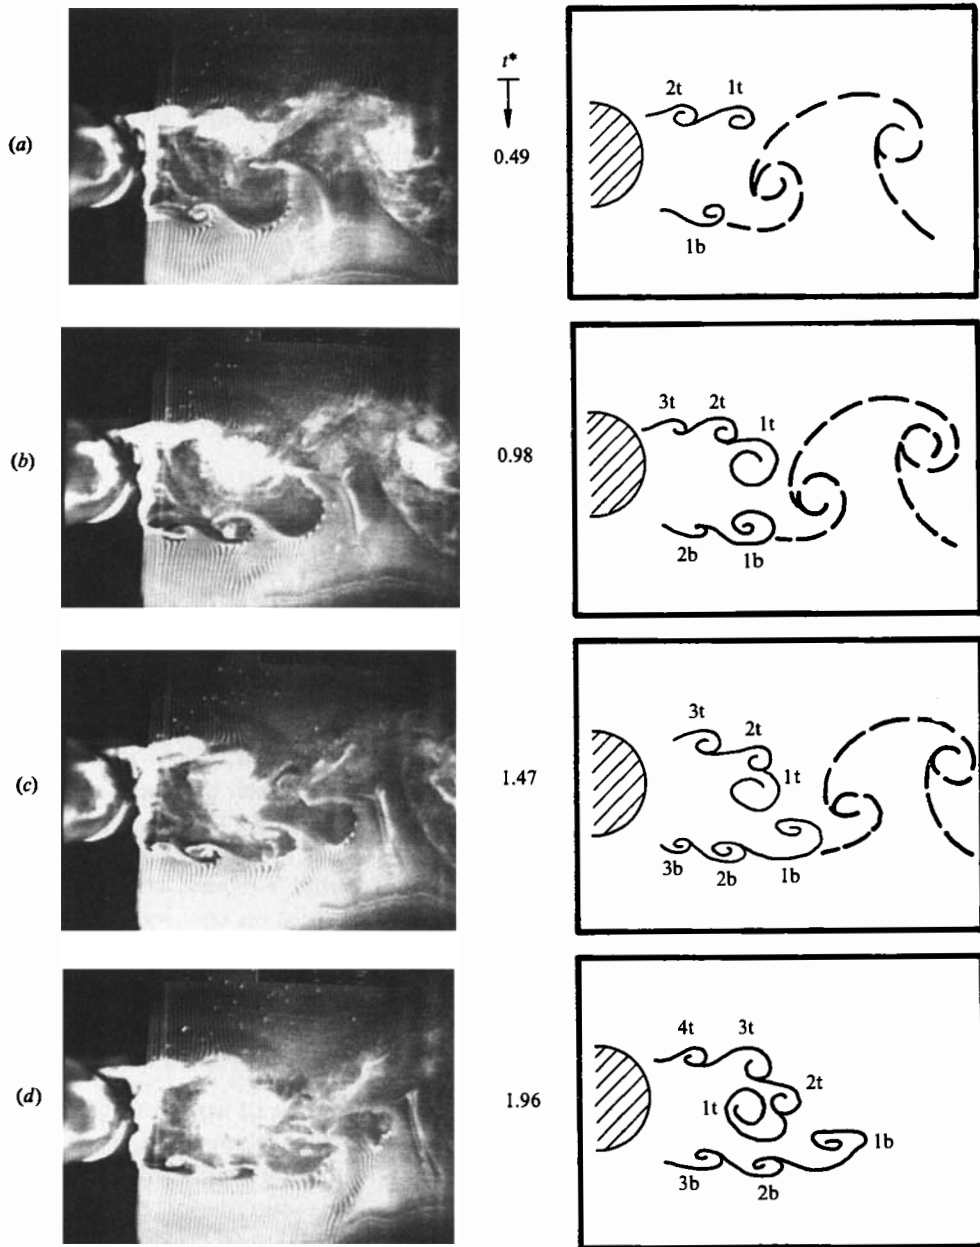 t*
(a)
0.49
2t 1t
1b
(b)
0.98
3t 2t
1t
2b 1b
(c)
1.47
3t
2t
1t
3b 2b 1b
(d)
1.96
4t 3t
2t
1t
1b
3b 2b